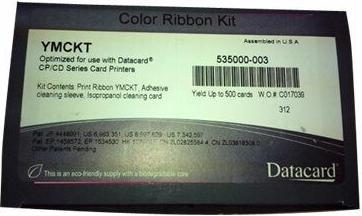 Color Ribbon Kit
YMCKT
Assembled in U.S.A
Optimized for use with Datacard®
CP/CD Series Card Printers
535000-003
Kit Contents: Print Ribbon YMCKT, Adhesive
cleaning sleeve, Isopropanol cleaning card
Yield Up to 500 cards W.O.# C017039
312
Other Patents Pending
This is an eco-friendly supply with a biodegradable core
Datacard